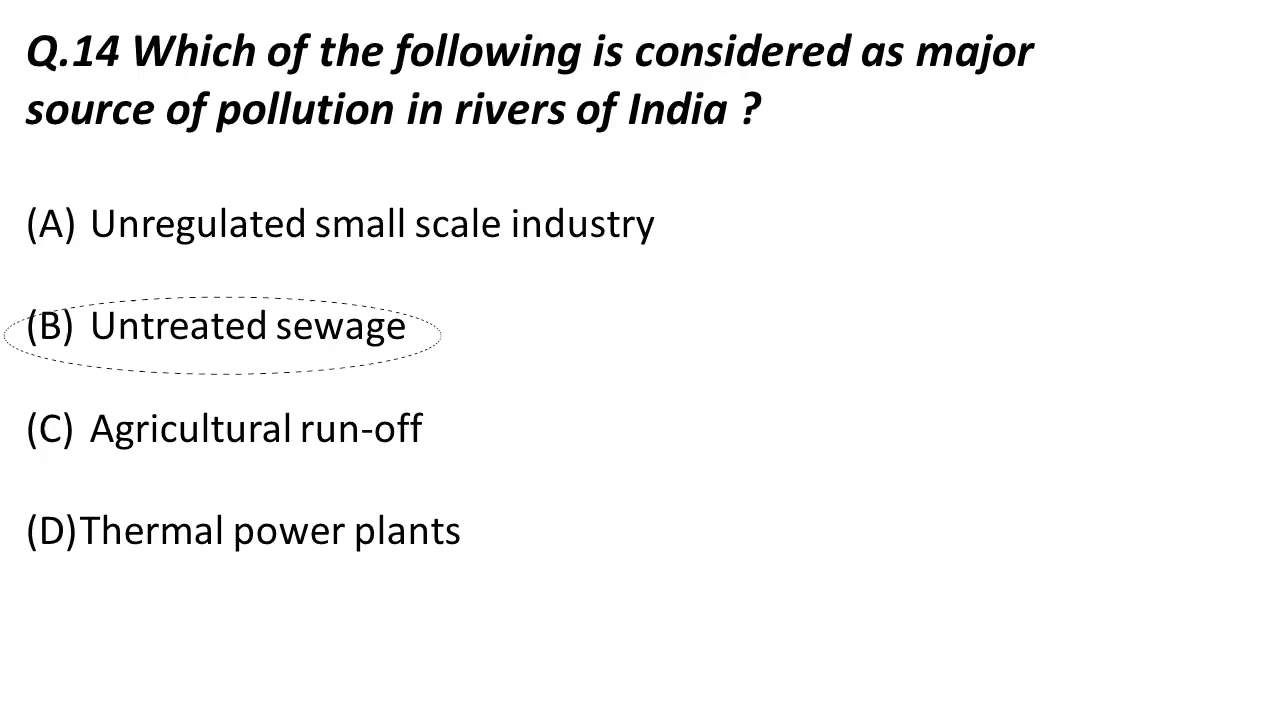 Q.14 Which of the following is considered as major
source of pollution in rivers of India ?
(A) Unregulated small scale industry
(B) Untreated sewage
(C) Agricultural run-off
(D)Thermal power plants